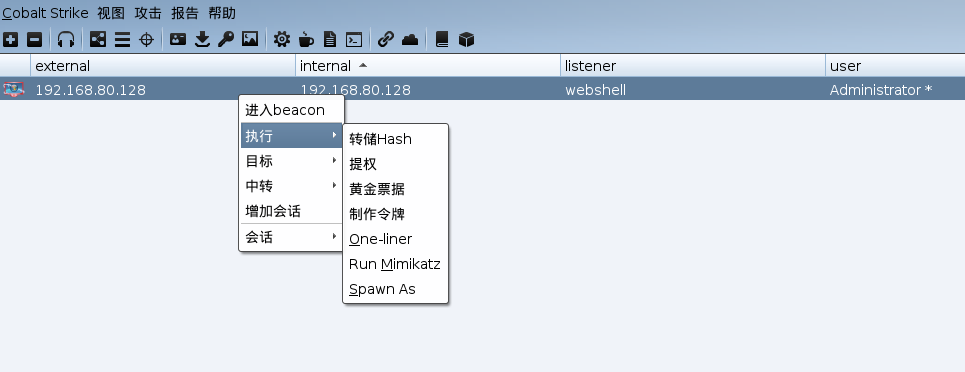 Cobalt Strike 视图 攻击 报告 帮助
external internal listener user
192.168.80.128 192.168.80.128 webshell Administrator *
进入beacon
执行
目标
中转
增加会话
会话
转储Hash
提权
黄金票据
制作令牌
One-liner
Run Mimikatz
Spawn As